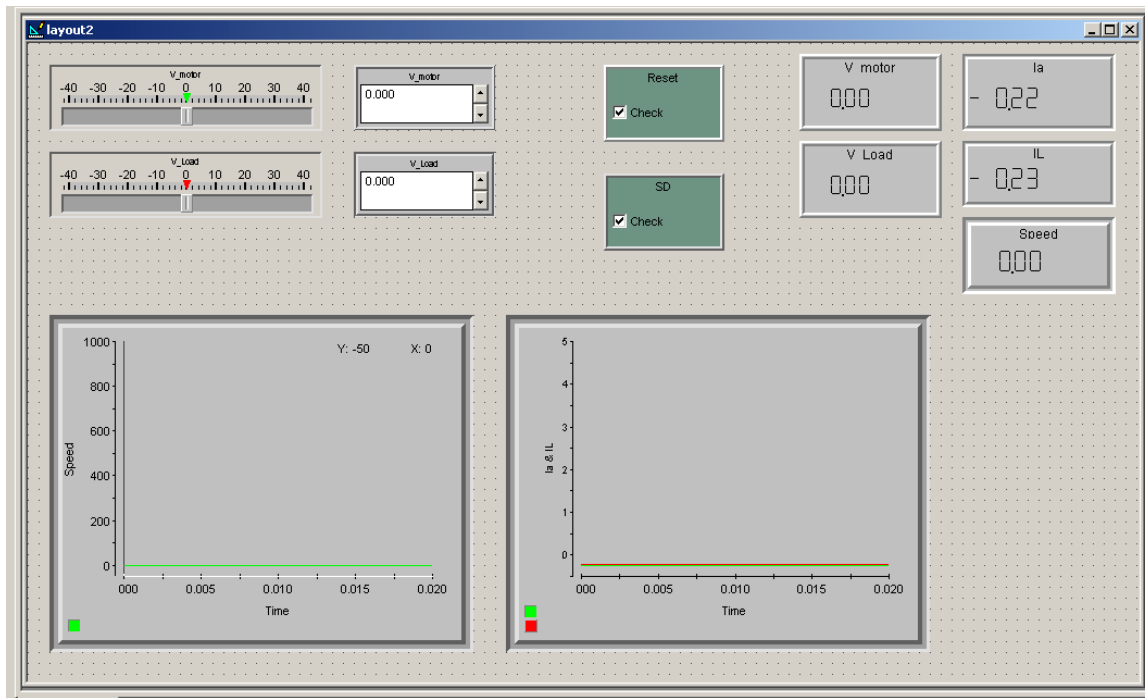 layout2
V_motor
-40 -30 -20 -10 0 10 20 30 40
V_motor
0.000
Reset
Check
V motor
0.00
Ia
- 0.22
V_Load
-40 -30 -20 -10 0 10 20 30 40
V_Load
0.000
SD
Check
V Load
0.00
IL
- 0.23
Speed
0.00
Y: -50 X: 0
1000
800
600
400
200
0
Speed
000 0.005 0.010 0.015 0.020
Time
5
4
3
2
1
0
Ia & IL
000 0.005 0.010 0.015 0.020
Time